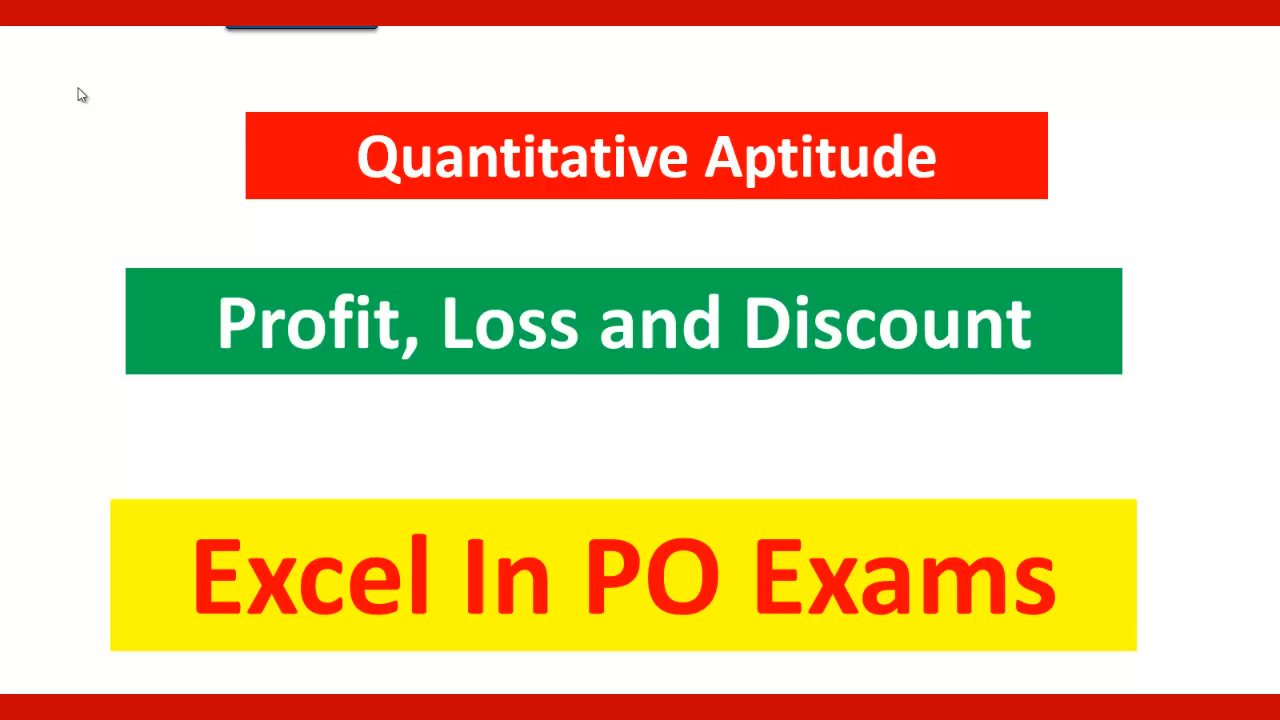 Quantitative Aptitude
Profit, Loss and Discount
Excel In PO Exams